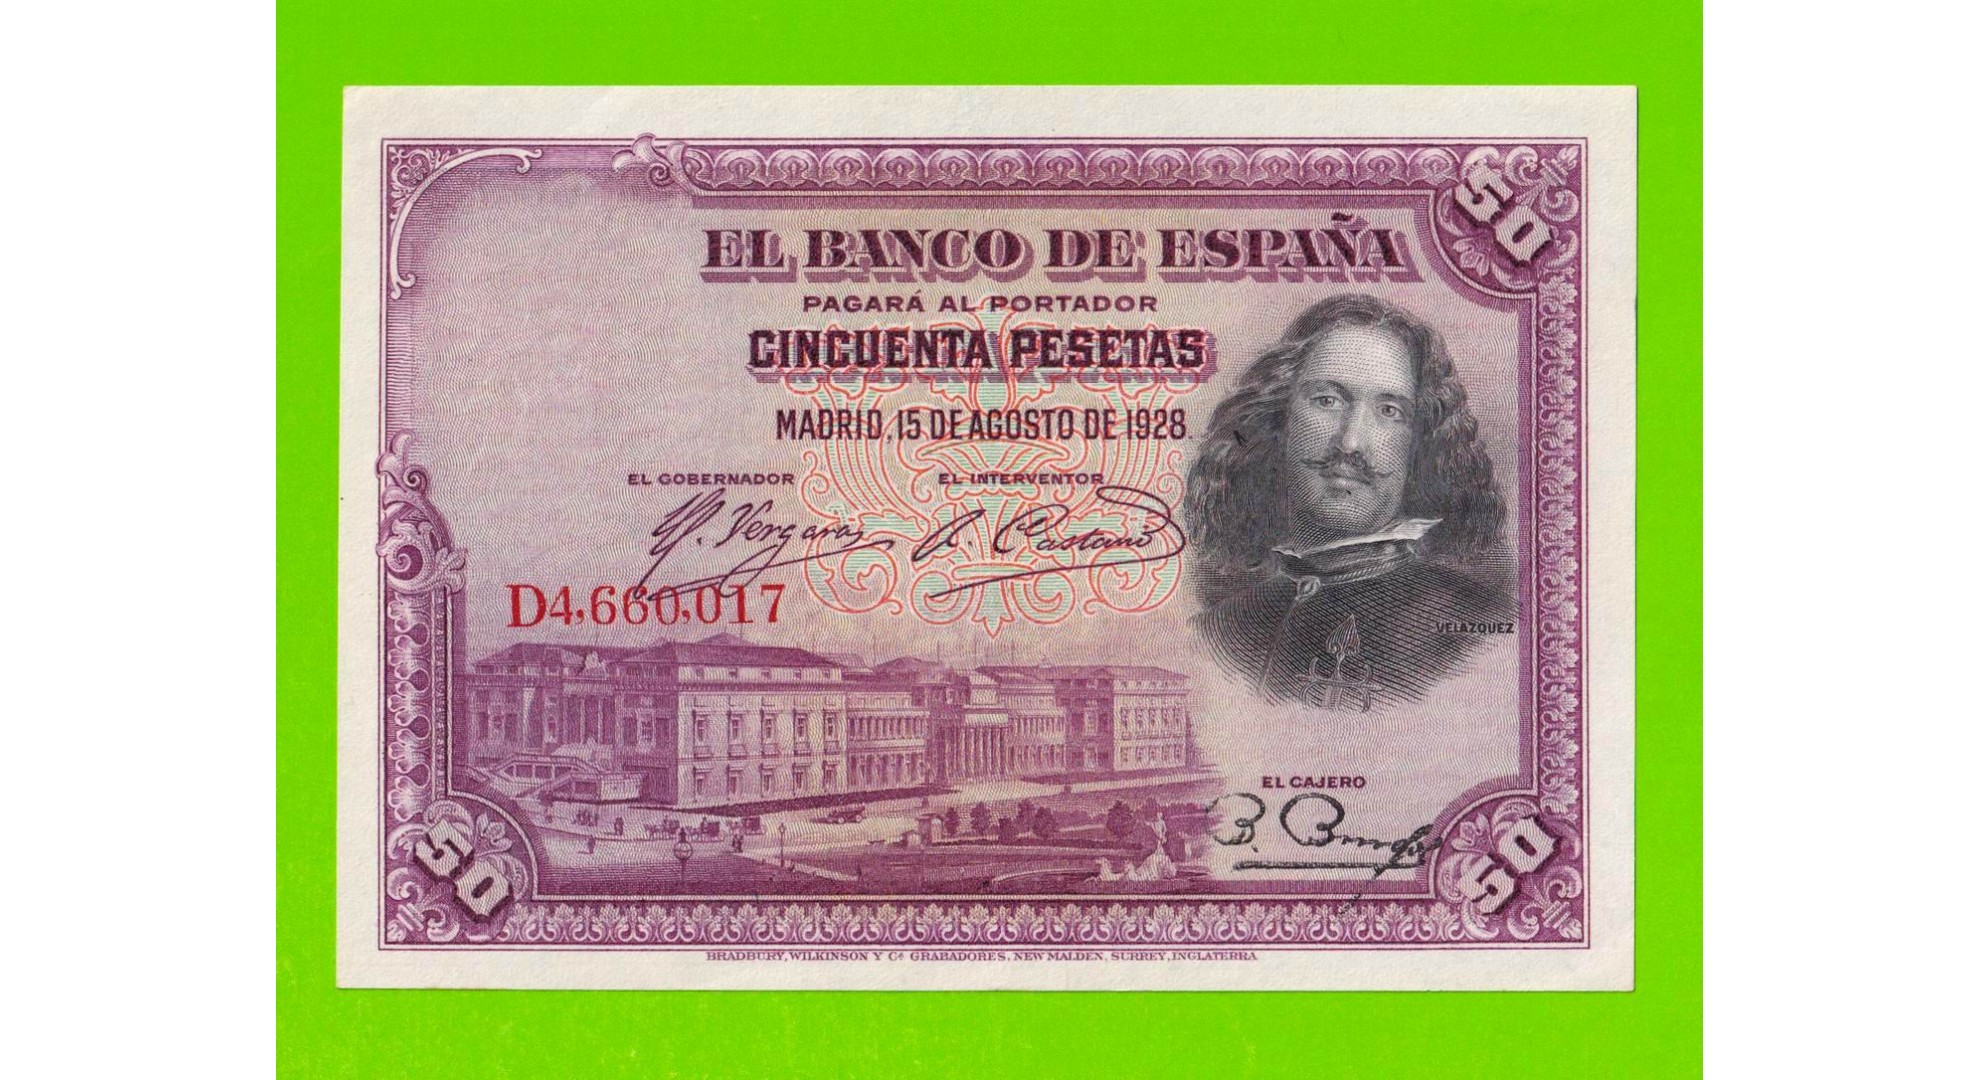 50
EL BANCO DE ESPAÑA
PAGARÁ AL PORTADOR
CINCUENTA PESETAS
MADRID, 15 DE AGOSTO DE 1928.
EL GOBERNADOR EL INTERVENTOR
Vergara
D4,660,017
VELAZQUEZ
EL CAJERO
50 50
BRADBURY, WILKINSON Y Cª GRABADORES, NEW MALDEN, SURREY, INGLATERRA